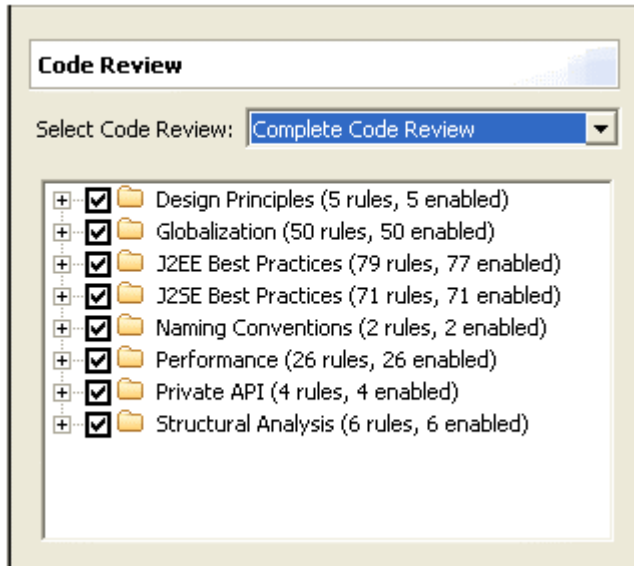 Code Review
Select Code Review: Complete Code Review
Design Principles (5 rules, 5 enabled)
Globalization (50 rules, 50 enabled)
J2EE Best Practices (79 rules, 77 enabled)
J2SE Best Practices (71 rules, 71 enabled)
Naming Conventions (2 rules, 2 enabled)
Performance (26 rules, 26 enabled)
Private API (4 rules, 4 enabled)
Structural Analysis (6 rules, 6 enabled)